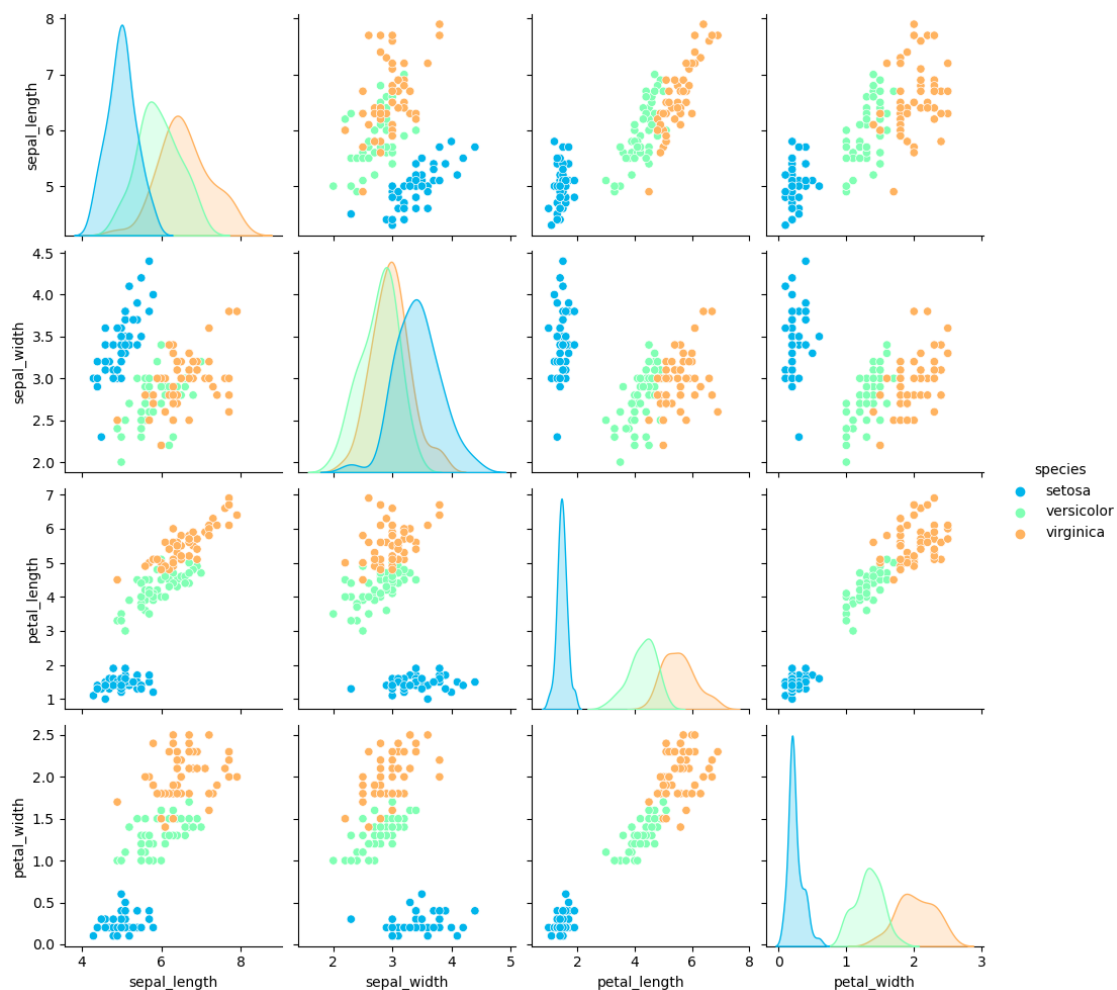 8
7
6
5
sepal_length
4.5
4.0
3.5
3.0
2.5
2.0
sepal_width
species
setosa
versicolor
virginica
7
6
5
4
3
2
1
petal_length
2.5
2.0
1.5
1.0
0.5
0.0
petal_width
4 6 8 2 3 4 5 0 2 4 6 8 0 1 2 3
sepal_length sepal_width petal_length petal_width